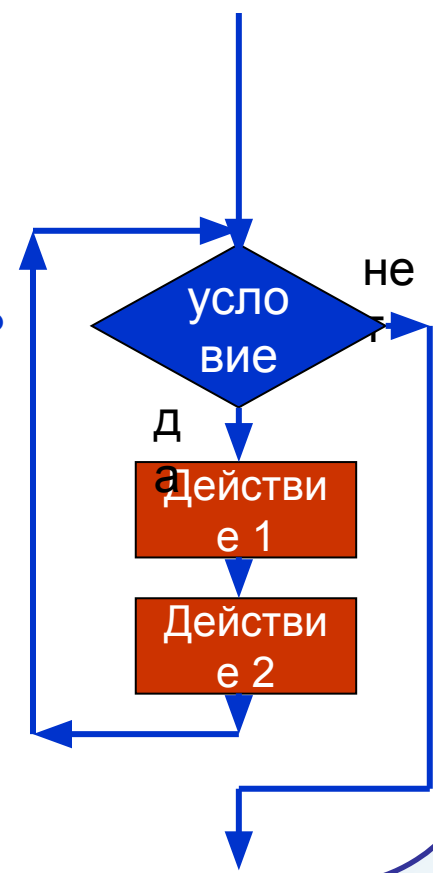 не
т
усло
вие
д
а
Действи
е 1
Действи
е 2